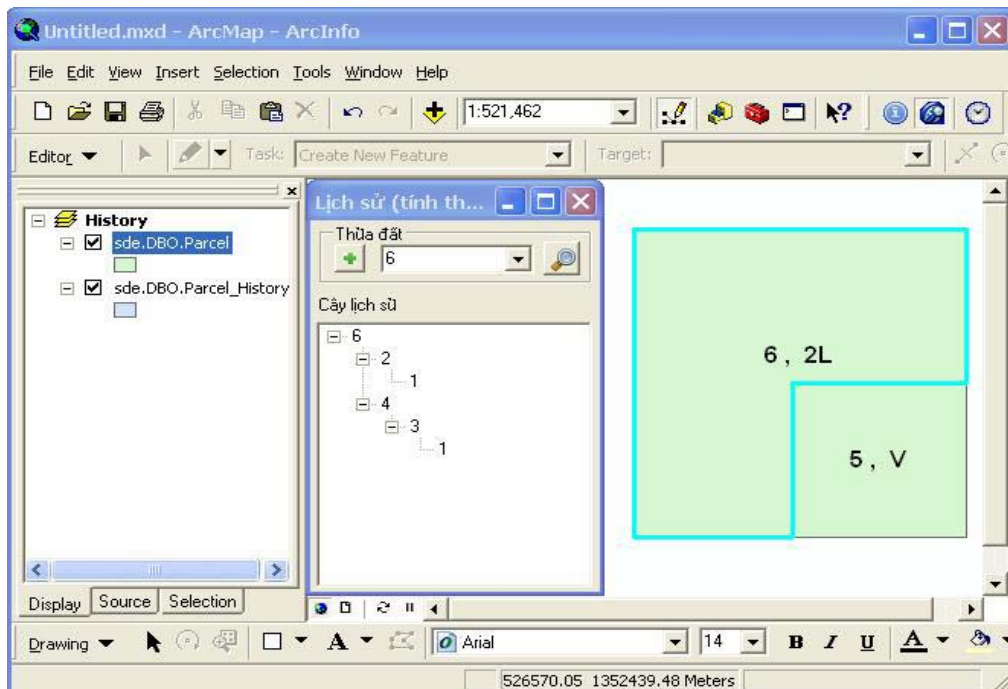 Untitled.mxd - ArcMap - ArcInfo
File Edit View Insert Selection Tools Window Help
1:521,462
Editor Task: Create New Feature Target:
History
sde.DBO.Parcel
sde.DBO.Parcel_History
Display Source Selection
Lịch sử (tính th...
Thửa đất
6
Cây lịch sử
6
2
1
4
3
1
6 , 2L
5 , V
Drawing A Arial 14 B I U A
526570.05 1352439.48 Meters